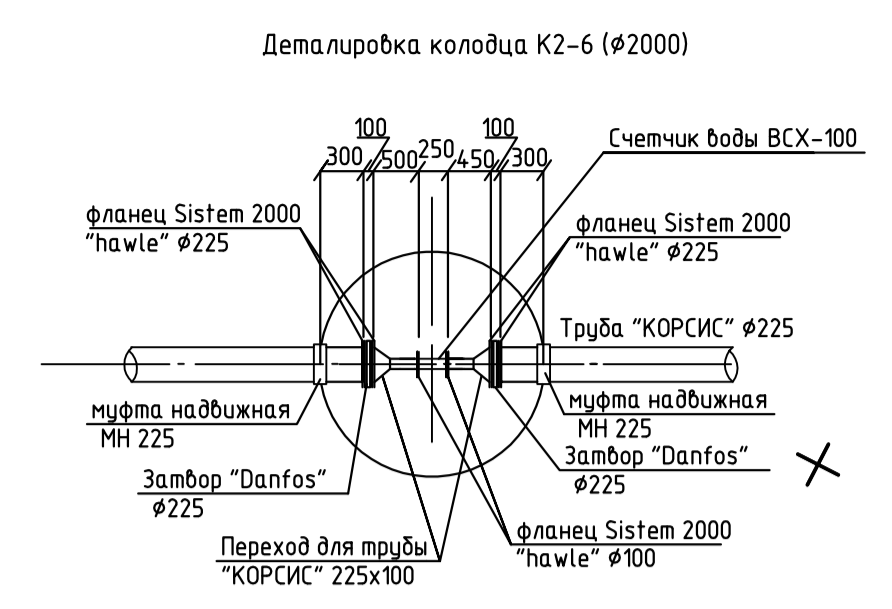 Деталировка колодца К2-6 (Ø2000)
100
100
300
500
250
450
300
Счетчик воды ВСХ-100
фланец Sistem 2000
"hawle" Ø225
фланец Sistem 2000
"hawle" Ø225
Труба "КОРСИС" Ø225
муфта надвижная
МН 225
муфта надвижная
МН 225
Затвор "Danfos"
Ø225
Затвор "Danfos"
Ø225
Переход для трубы
"КОРСИС" 225х100
фланец Sistem 2000
"hawle" Ø100